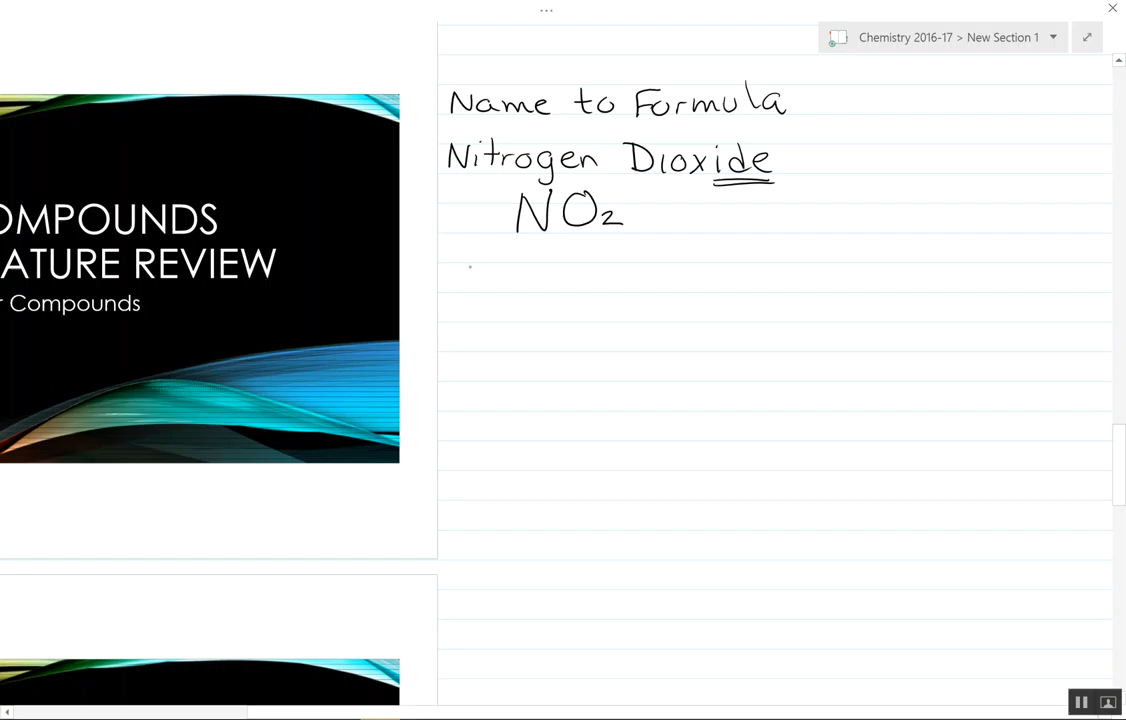 ...
Chemistry 2016-17 > New Section 1
Name to Formula
Nitrogen Dioxide
NO₂
OMPOUNDS
ATURE REVIEW
r Compounds